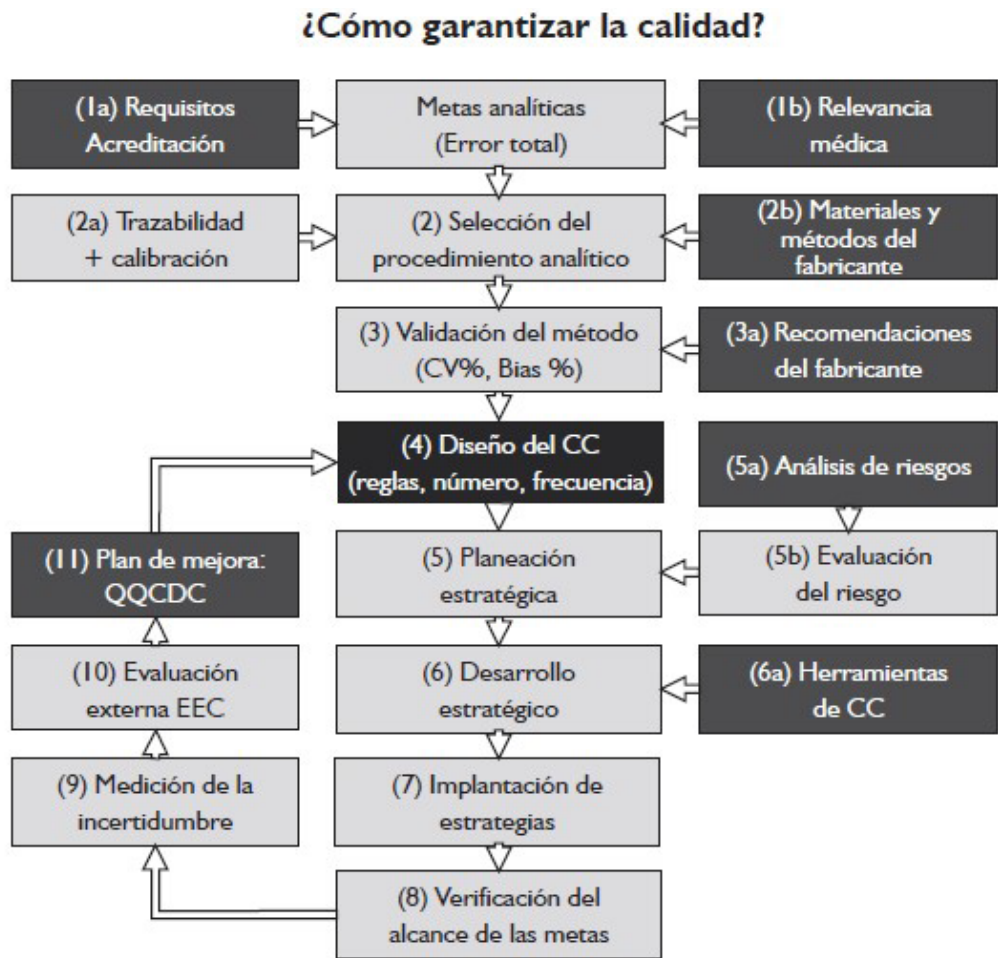 ¿Cómo garantizar la calidad?
(1a) Requisitos
Acreditación
Metas analíticas
(Error total)
(1b) Relevancia
médica
(2a) Trazabilidad
+ calibración
(2) Selección del
procedimiento analítico
(2b) Materiales y
métodos del
fabricante
(3) Validación del método
(CV%, Bias %)
(3a) Recomendaciones
del fabricante
(4) Diseño del CC
(reglas, número, frecuencia)
(5a) Análisis de riesgos
(11) Plan de mejora:
QQCDC
(5) Planeación
estratégica
(5b) Evaluación
del riesgo
(10) Evaluación
externa EEC
(6) Desarrollo
estratégico
(6a) Herramientas
de CC
(9) Medición de la
incertidumbre
(7) Implantación de
estrategias
(8) Verificación del
alcance de las metas